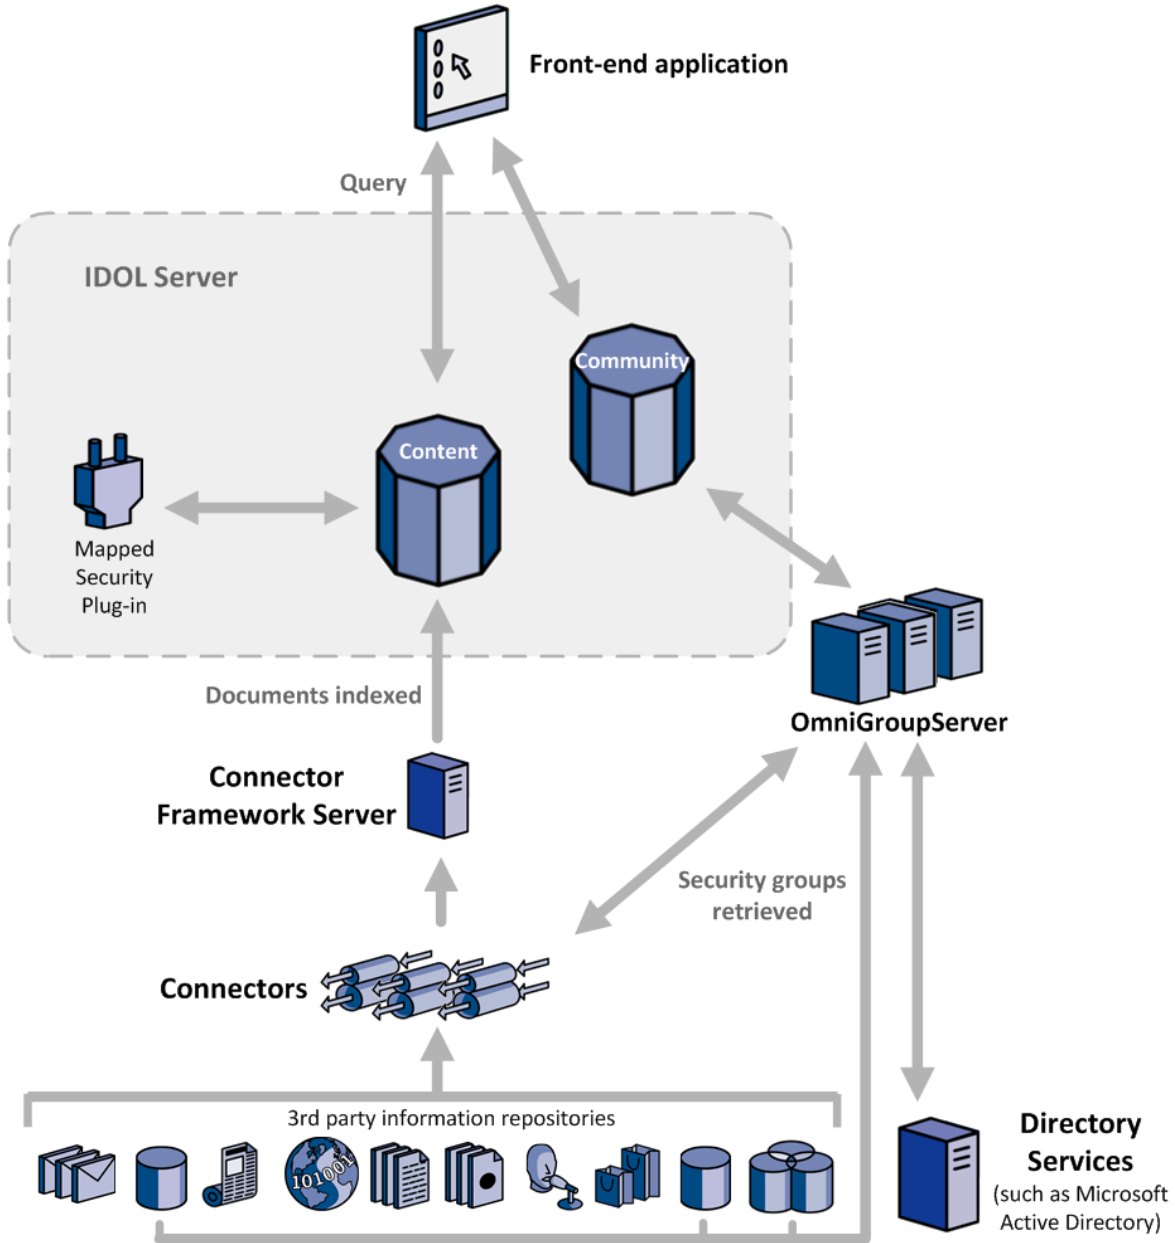 Front-end application
Query
IDOL Server
Community
Content
Mapped
Security
Plug-in
OmniGroupServer
Documents indexed
Connector
Framework Server
Security groups
retrieved
Connectors
3rd party information repositories
101001
Directory
Services
(such as Microsoft
Active Directory)